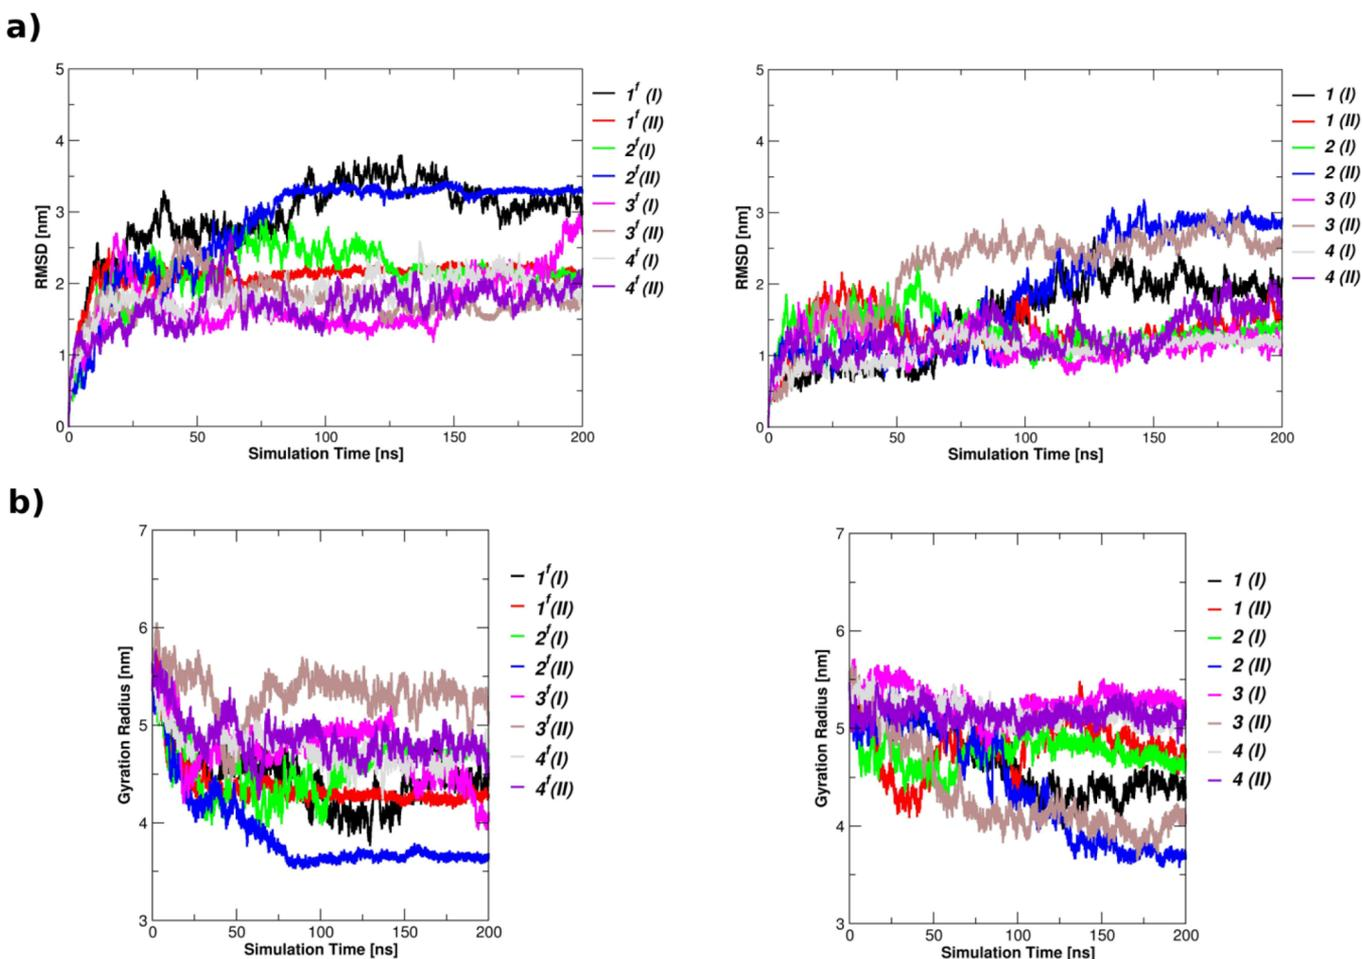 a)
5
4
3
2
1
0
RMSD [nm]
0 50 100 150 200
Simulation Time [ns]
1f (I)
1f (II)
2f (I)
2f (II)
3f (I)
3f (II)
4f (I)
4f (II)
5
4
3
2
1
0
RMSD [nm]
0 50 100 150 200
Simulation Time [ns]
1 (I)
1 (II)
2 (I)
2 (II)
3 (I)
3 (II)
4 (I)
4 (II)
b)
7
6
5
4
3
Gyration Radius [nm]
0 50 100 150 200
Simulation Time [ns]
1f (I)
1f (II)
2f (I)
2f (II)
3f (I)
3f (II)
4f (I)
4f (II)
7
6
5
4
3
Gyration Radius [nm]
0 50 100 150 200
Simulation Time [ns]
1 (I)
1 (II)
2 (I)
2 (II)
3 (I)
3 (II)
4 (I)
4 (II)